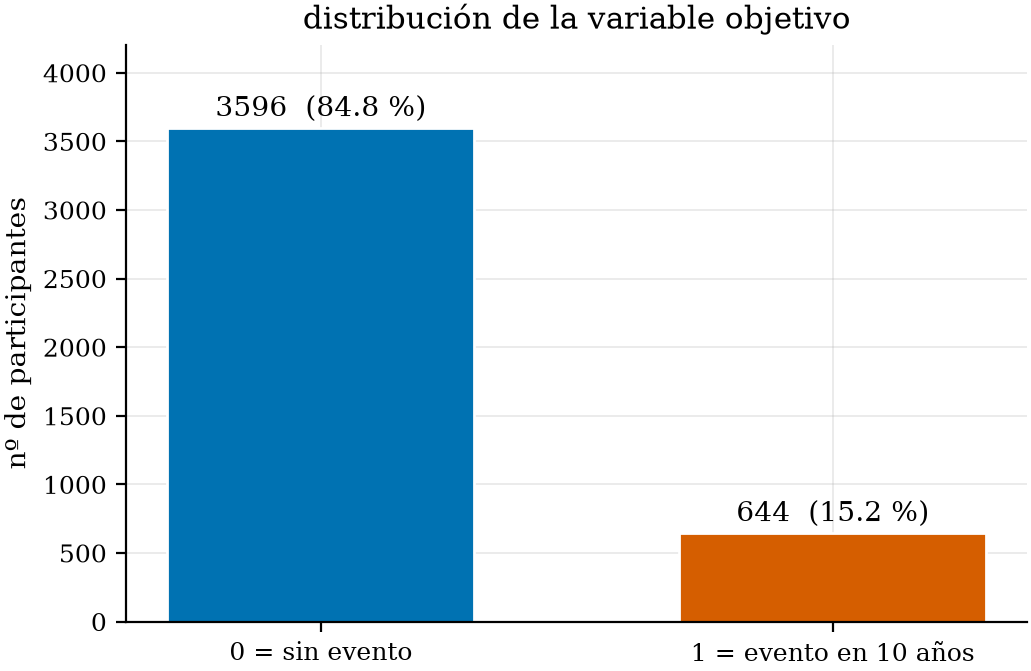 distribución de la variable objetivo
nº de participantes
4000
3500
3000
2500
2000
1500
1000
500
0
3596  (84.8 %)
644  (15.2 %)
0 = sin evento
1 = evento en 10 años